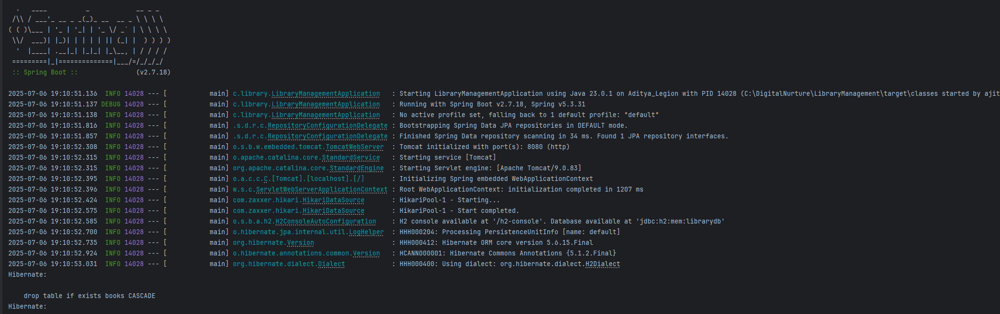 .   ____          _            __ _ _
 /\\ / ___'_ __ _ _(_)_ __  __ _ \ \ \ \
( ( )\___ | '_ | '_| | '_ \/ _` | \ \ \ \
 \\/  ___)| |_)| | | | | || (_| |  ) ) ) )
  '  |____| .__|_| |_|_| |_\__, | / / / /
 =========|_|==============|___/=/_/_/_/
 :: Spring Boot ::               (v2.7.18)
2025-07-06 19:10:51.136  INFO 14028 --- [           main] c.library.LibraryManagementApplication   : Starting LibraryManagementApplication using Java 23.0.1 on Aditya_Legion with PID 14028 (C:\DigitalNurture\LibraryManagement\target\classes started by ajit
2025-07-06 19:10:51.137 DEBUG 14028 --- [           main] c.library.LibraryManagementApplication   : Running with Spring Boot v2.7.18, Spring v5.3.31
2025-07-06 19:10:51.138  INFO 14028 --- [           main] c.library.LibraryManagementApplication   : No active profile set, falling back to 1 default profile: "default"
2025-07-06 19:10:51.816  INFO 14028 --- [           main] .s.d.r.c.RepositoryConfigurationDelegate : Bootstrapping Spring Data JPA repositories in DEFAULT mode.
2025-07-06 19:10:51.857  INFO 14028 --- [           main] .s.d.r.c.RepositoryConfigurationDelegate : Finished Spring Data repository scanning in 34 ms. Found 1 JPA repository interfaces.
2025-07-06 19:10:52.308  INFO 14028 --- [           main] o.s.b.w.embedded.tomcat.TomcatWebServer  : Tomcat initialized with port(s): 8080 (http)
2025-07-06 19:10:52.315  INFO 14028 --- [           main] o.apache.catalina.core.StandardService   : Starting service [Tomcat]
2025-07-06 19:10:52.315  INFO 14028 --- [           main] org.apache.catalina.core.StandardEngine  : Starting Servlet engine: [Apache Tomcat/9.0.83]
2025-07-06 19:10:52.395  INFO 14028 --- [           main] o.a.c.c.C.[Tomcat].[localhost].[/]       : Initializing Spring embedded WebApplicationContext
2025-07-06 19:10:52.396  INFO 14028 --- [           main] w.s.c.ServletWebServerApplicationContext : Root WebApplicationContext: initialization completed in 1207 ms
2025-07-06 19:10:52.424  INFO 14028 --- [           main] com.zaxxer.hikari.HikariDataSource       : HikariPool-1 - Starting...
2025-07-06 19:10:52.575  INFO 14028 --- [           main] com.zaxxer.hikari.HikariDataSource       : HikariPool-1 - Start completed.
2025-07-06 19:10:52.585  INFO 14028 --- [           main] o.s.b.a.h2.H2ConsoleAutoConfiguration    : H2 console available at '/h2-console'. Database available at 'jdbc:h2:mem:librarydb'
2025-07-06 19:10:52.700  INFO 14028 --- [           main] o.hibernate.jpa.internal.util.LogHelper  : HHH000204: Processing PersistenceUnitInfo [name: default]
2025-07-06 19:10:52.735  INFO 14028 --- [           main] org.hibernate.Version                    : HHH000412: Hibernate ORM core version 5.6.15.Final
2025-07-06 19:10:52.924  INFO 14028 --- [           main] o.hibernate.annotations.common.Version   : HCANN000001: Hibernate Commons Annotations {5.1.2.Final}
2025-07-06 19:10:53.031  INFO 14028 --- [           main] org.hibernate.dialect.Dialect            : HHH000400: Using dialect: org.hibernate.dialect.H2Dialect
Hibernate:
    drop table if exists books CASCADE
Hibernate: